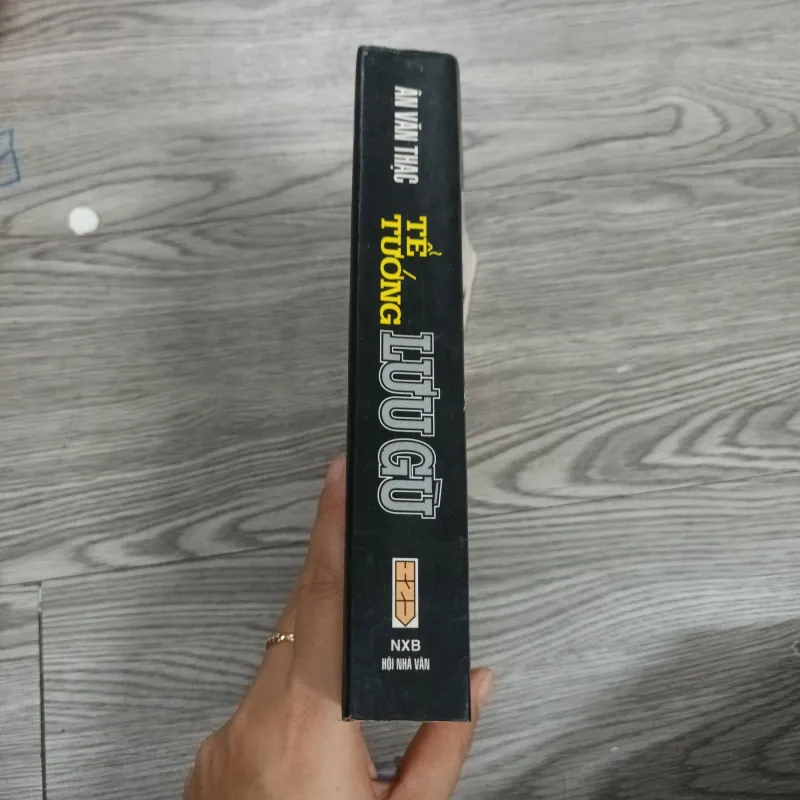 ÂN VĂN THẠC
TỂ
TƯỚNG
LƯU GÙ
NXB
HỘI NHÀ VĂN